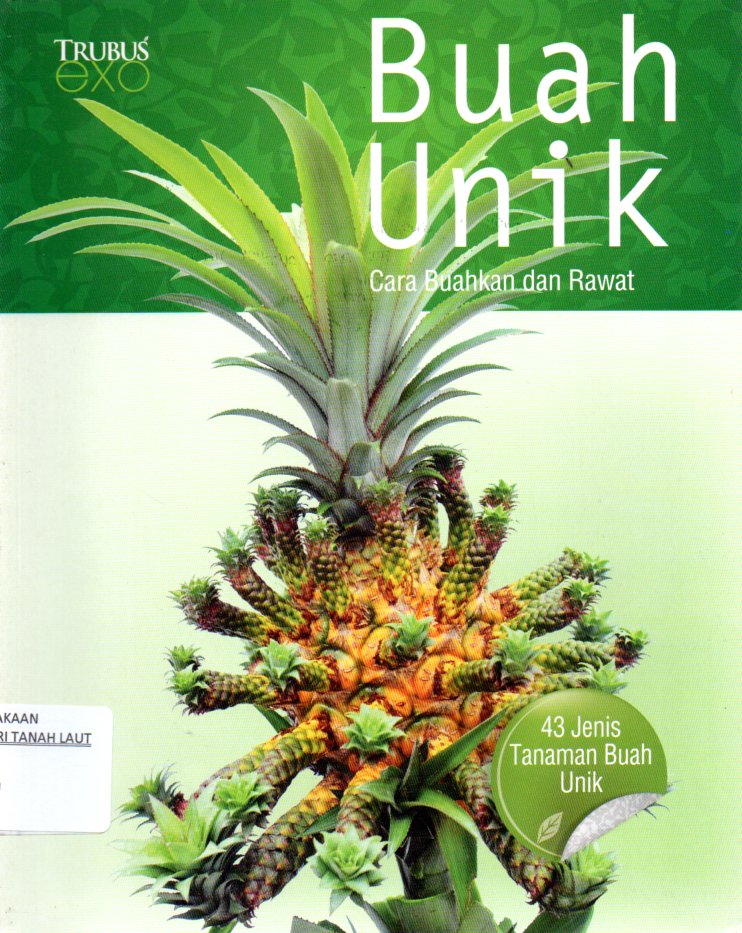 TRUBUS
exo
Buah
Unik
Cara Buahkan dan Rawat
AKAAN
RI TANAH LAUT
43 Jenis
Tanaman Buah
Unik